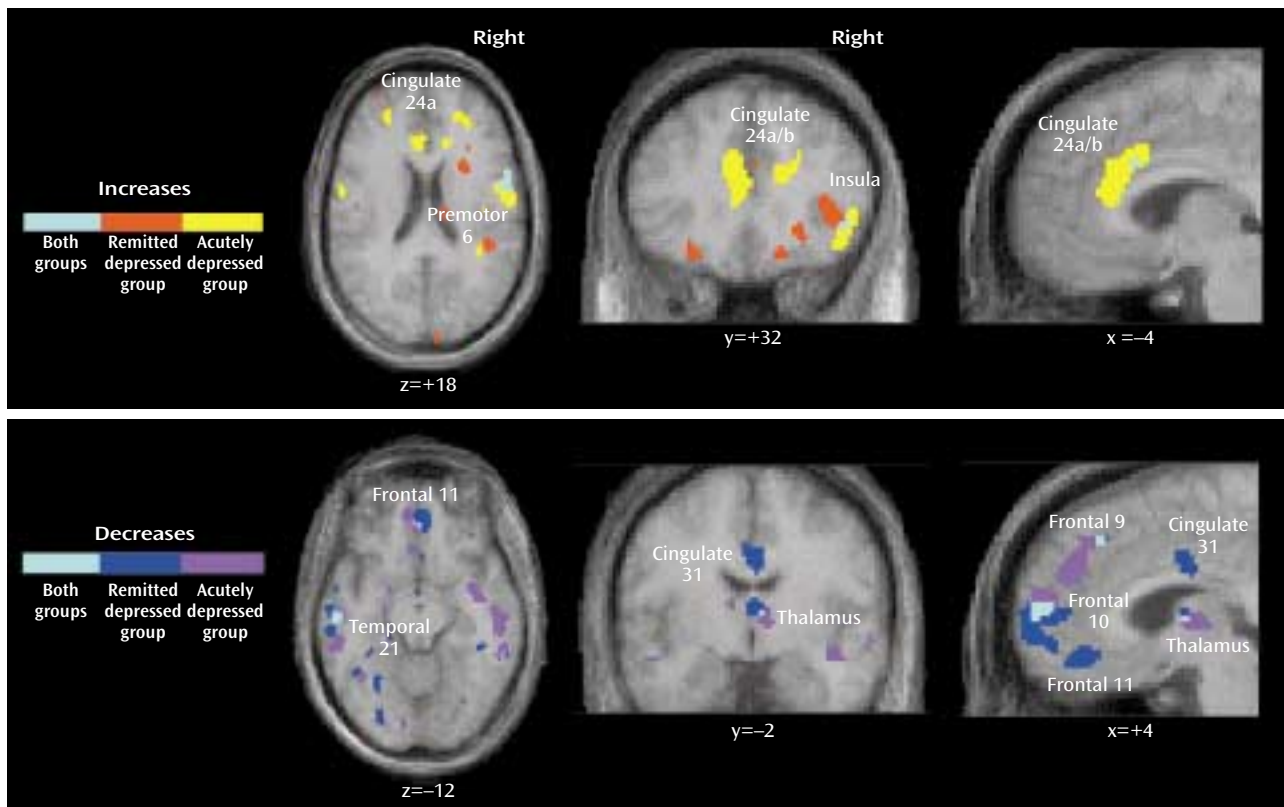 Right
Right
Cingulate
24a
Cingulate
24a/b
Cingulate
24a/b
Increases
Insula
Premotor
6
Both
groups
Remitted
depressed
group
Acutely
depressed
group
z=+18
y=+32
x =–4
Frontal 11
Frontal 9
Cingulate
31
Decreases
Cingulate
31
Both
groups
Remitted
depressed
group
Acutely
depressed
group
Temporal
21
Thalamus
Frontal
10
Thalamus
Frontal 11
z=–12
y=–2
x=+4